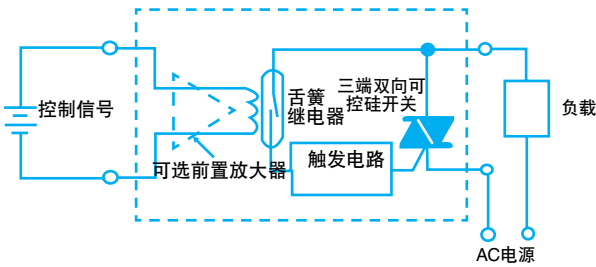 控制信号
可选前置放大器
舌簧
继电器
三端双向可
控硅开关
触发电路
负载
AC电源